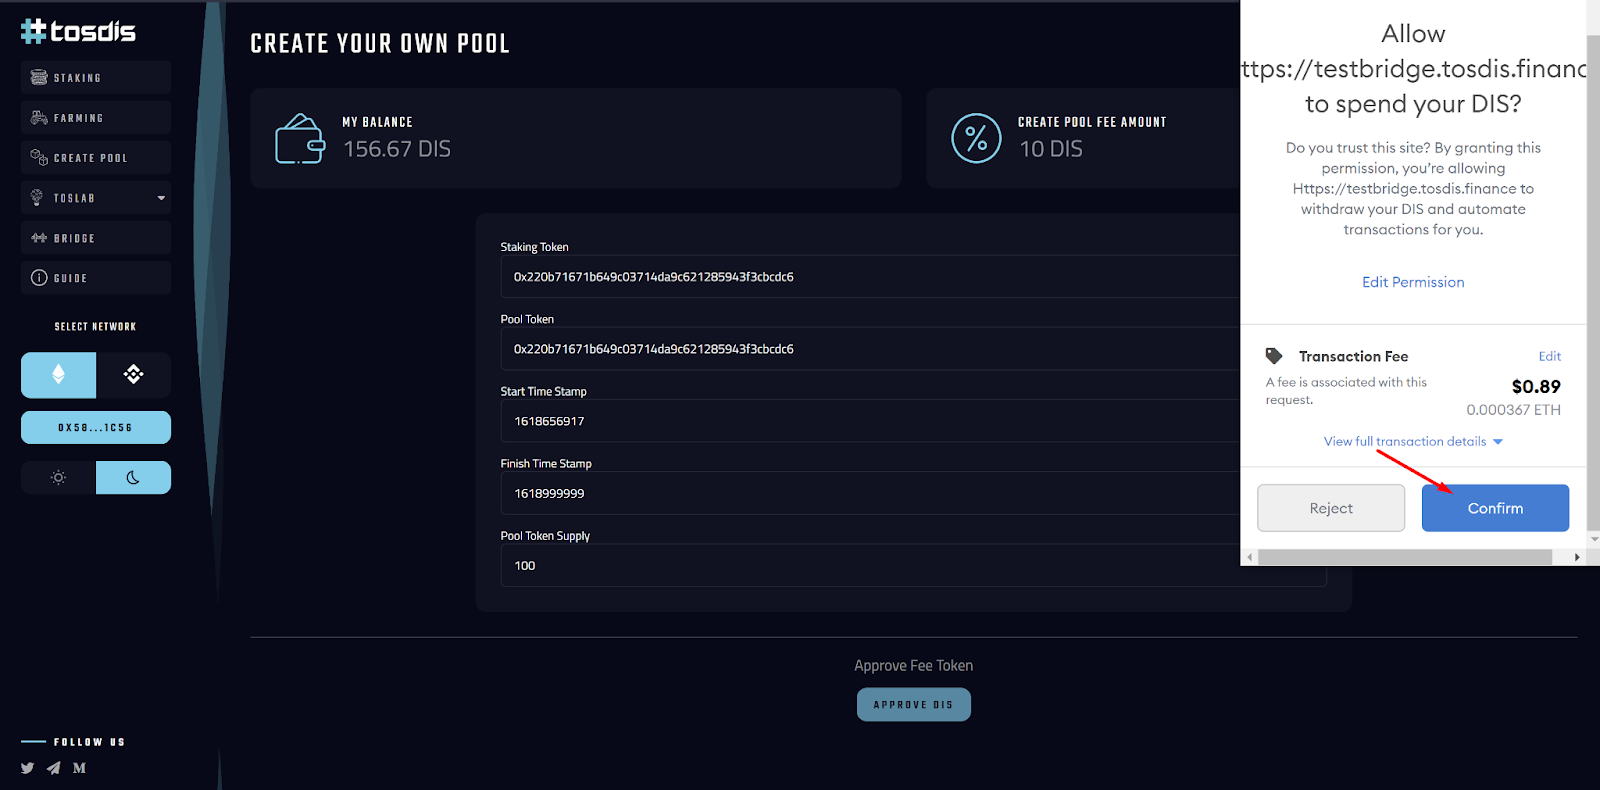 tosdis
STAKING
FARMING
CREATE POOL
TOSLAB
BRIDGE
GUIDE
SELECT NETWORK
0X58...1C56
FOLLOW US
CREATE YOUR OWN POOL
MY BALANCE
156.67 DIS
CREATE POOL FEE AMOUNT
10 DIS
Staking Token
0x220b71671b649c03714da9c621285943f3cbcdc6
Pool Token
0x220b71671b649c03714da9c621285943f3cbcdc6
Start Time Stamp
1618656917
Finish Time Stamp
1618999999
Pool Token Supply
100
Approve Fee Token
APPROVE DIS
Allow
ttps://testbridge.tosdis.financ
to spend your DIS?
Do you trust this site? By granting this
permission, you’re allowing
Https://testbridge.tosdis.finance to
withdraw your DIS and automate
transactions for you.
Edit Permission
Transaction Fee
Edit
A fee is associated with this
request.
$0.89
0.000367 ETH
View full transaction details
Reject
Confirm